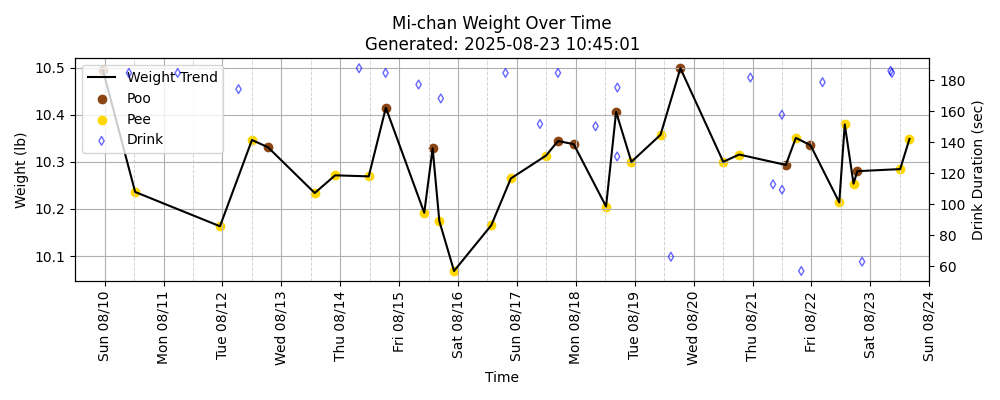 Mi-chan Weight Over Time
Generated: 2025-08-23 10:45:01
Weight (lb)
10.5
10.4
10.3
10.2
10.1
Weight Trend
Poo
Pee
Drink
180
160
140
120
100
80
60
Drink Duration (sec)
Sun 08/10
Mon 08/11
Tue 08/12
Wed 08/13
Thu 08/14
Fri 08/15
Sat 08/16
Sun 08/17
Mon 08/18
Tue 08/19
Wed 08/20
Thu 08/21
Fri 08/22
Sat 08/23
Sun 08/24
Time